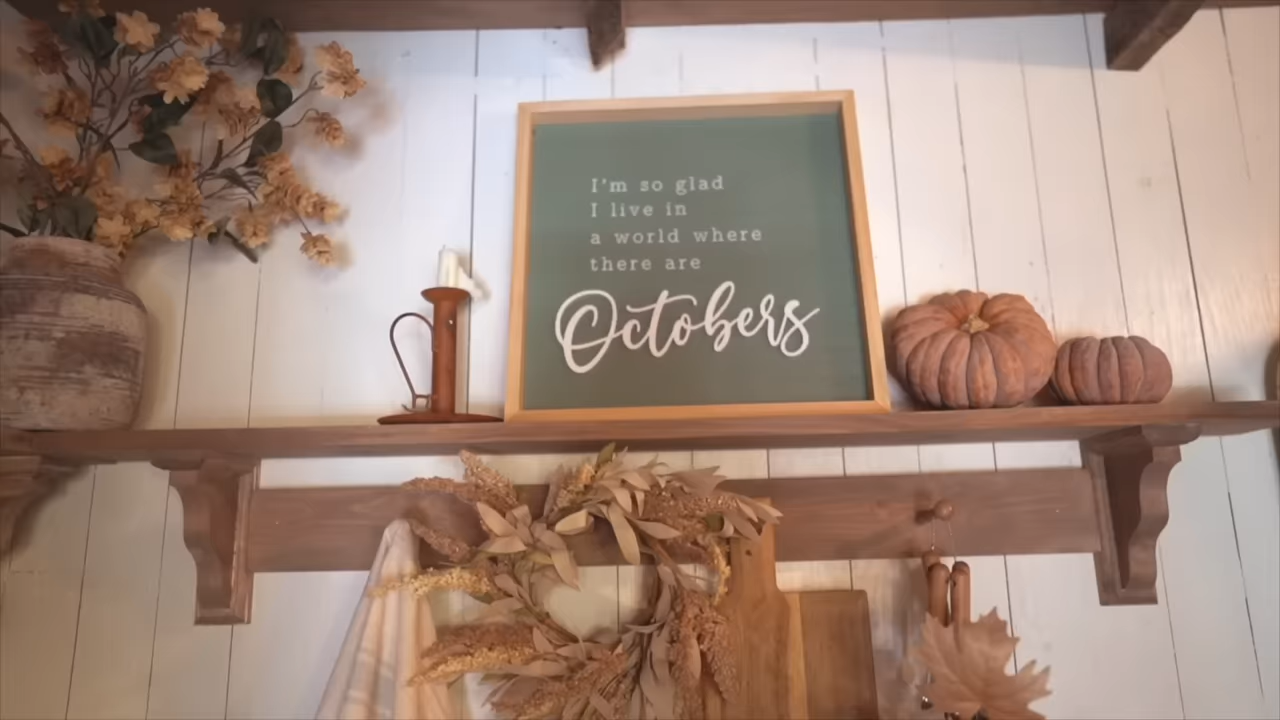 I'm so glad
I live in
a world where
there are
Octobers